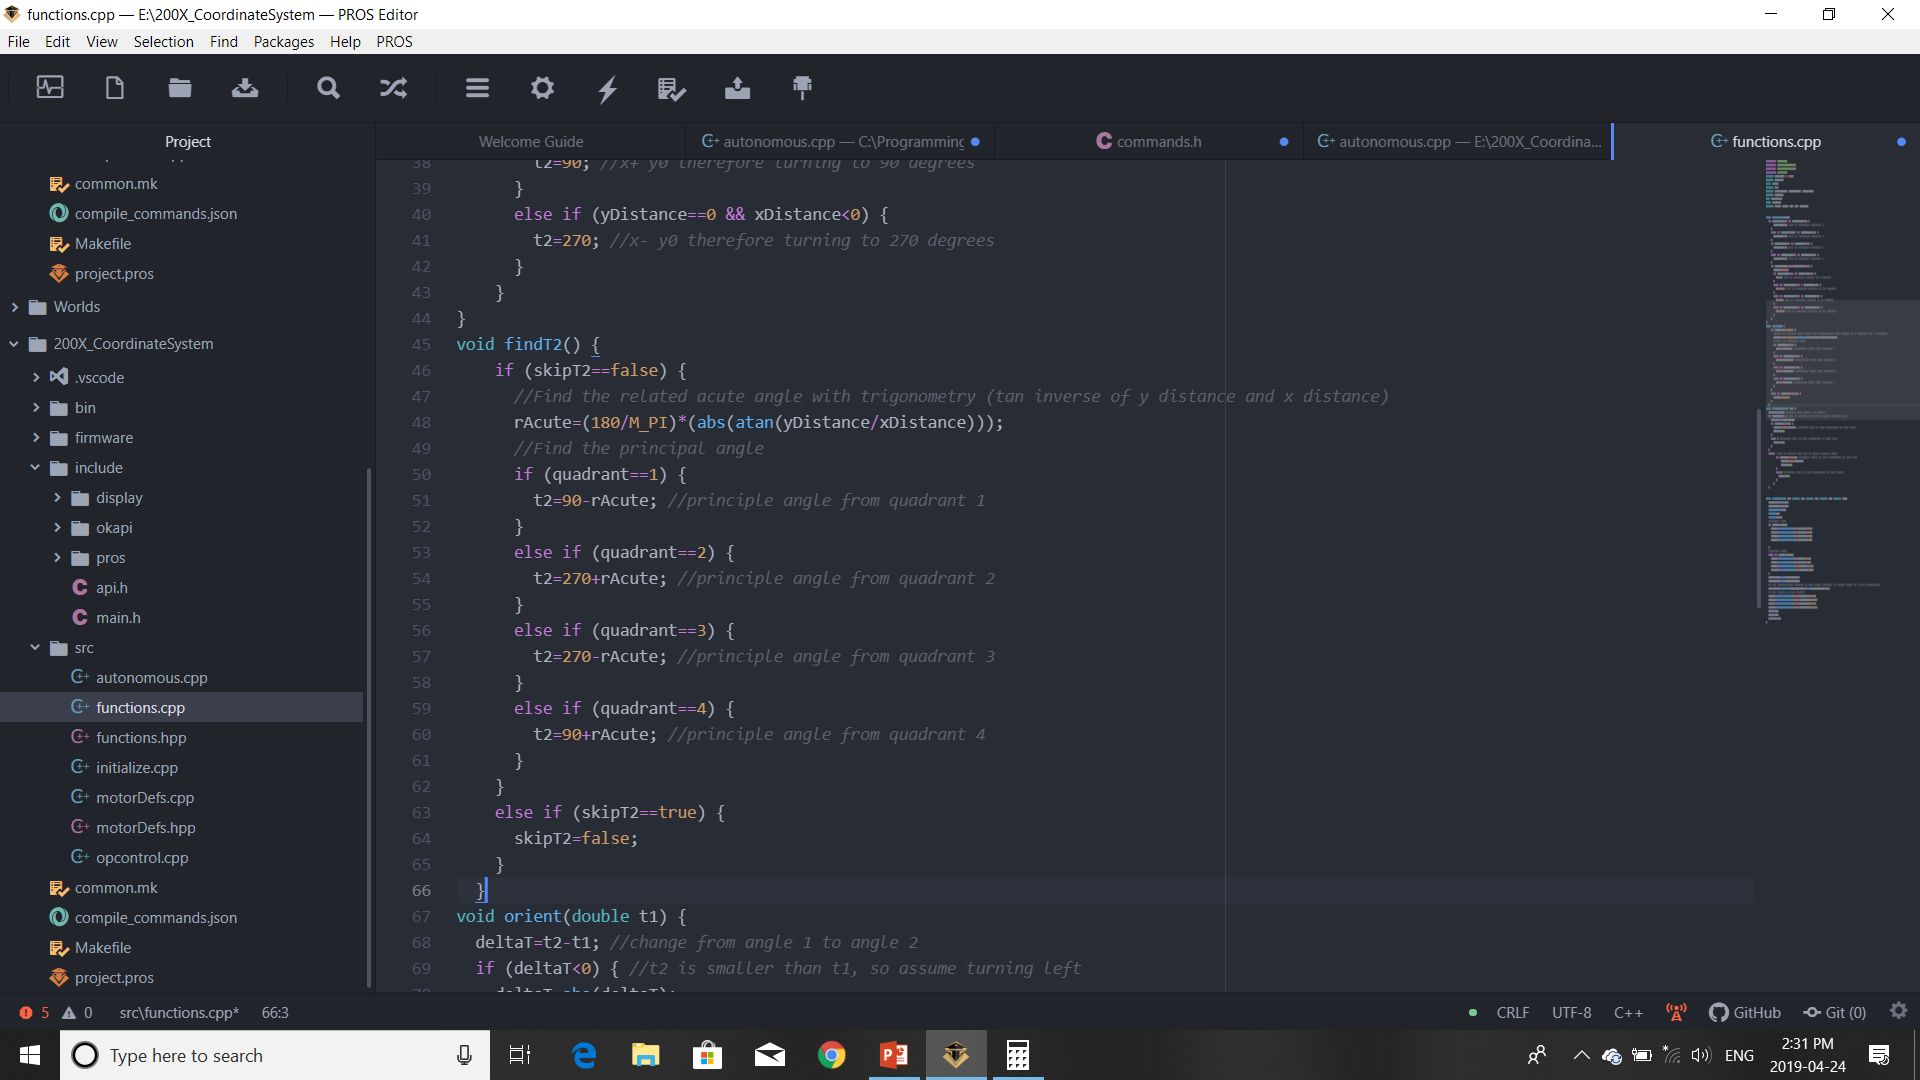 functions.cpp — E:\200X_CoordinateSystem — PROS Editor
File Edit View Selection Find Packages Help PROS
Project
Welcome Guide
autonomous.cpp — C:\Programming
commands.h
autonomous.cpp — E:\200X_Coordina...
functions.cpp
common.mk
compile_commands.json
Makefile
project.pros
Worlds
200X_CoordinateSystem
.vscode
bin
firmware
include
display
okapi
pros
api.h
main.h
src
autonomous.cpp
functions.cpp
functions.hpp
initialize.cpp
motorDefs.cpp
motorDefs.hpp
opcontrol.cpp
common.mk
compile_commands.json
Makefile
project.pros
38 t2=90; //x+ y0 therefore turning to 90 degrees
39 }
40 else if (yDistance==0 && xDistance<0) {
41 t2=270; //x- y0 therefore turning to 270 degrees
42 }
43 }
44 }
45 void findT2() {
46 if (skipT2==false) {
47 //Find the related acute angle with trigonometry (tan inverse of y distance and x distance)
48 rAcute=(180/M_PI)*(abs(atan(yDistance/xDistance)));
49 //Find the principal angle
50 if (quadrant==1) {
51 t2=90-rAcute; //principle angle from quadrant 1
52 }
53 else if (quadrant==2) {
54 t2=270+rAcute; //principle angle from quadrant 2
55 }
56 else if (quadrant==3) {
57 t2=270-rAcute; //principle angle from quadrant 3
58 }
59 else if (quadrant==4) {
60 t2=90+rAcute; //principle angle from quadrant 4
61 }
62 }
63 else if (skipT2==true) {
64 skipT2=false;
65 }
66 }
67 void orient(double t1) {
68 deltaT=t2-t1; //change from angle 1 to angle 2
69 if (deltaT<0) { //t2 is smaller than t1, so assume turning left
5 0 src\functions.cpp* 66:3 CRLF UTF-8 C++ GitHub Git (0)
Type here to search
ENG
2:31 PM
2019-04-24